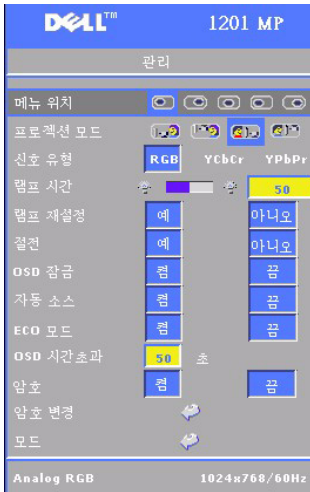 DELL™ 1201 MP
관리
메뉴 위치
프로젝션 모드
신호 유형 RGB YCbCr YPbPr
램프 시간 50
램프 재설정 예 아니오
절전 예 아니오
OSD 잠금 켬 끔
자동 소스 켬 끔
ECO 모드 켬 끔
OSD 시간초과 50 초
암호 켬 끔
암호 변경
모드
Analog RGB 1024x768/60Hz